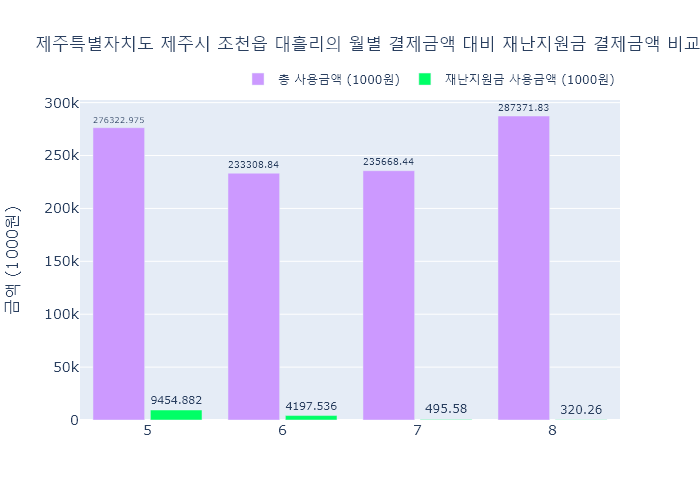 제주특별자치도 제주시 조천읍 대흘리의 월별 결제금액 대비 재난지원금 결제금액 비교
총 사용금액 (1000원) 재난지원금 사용금액 (1000원)
금액 (1000원)
300k
250k
200k
150k
100k
50k
0
276322.975
9454.882
233308.84
4197.536
235668.44
495.58
287371.83
320.26
5 6 7 8